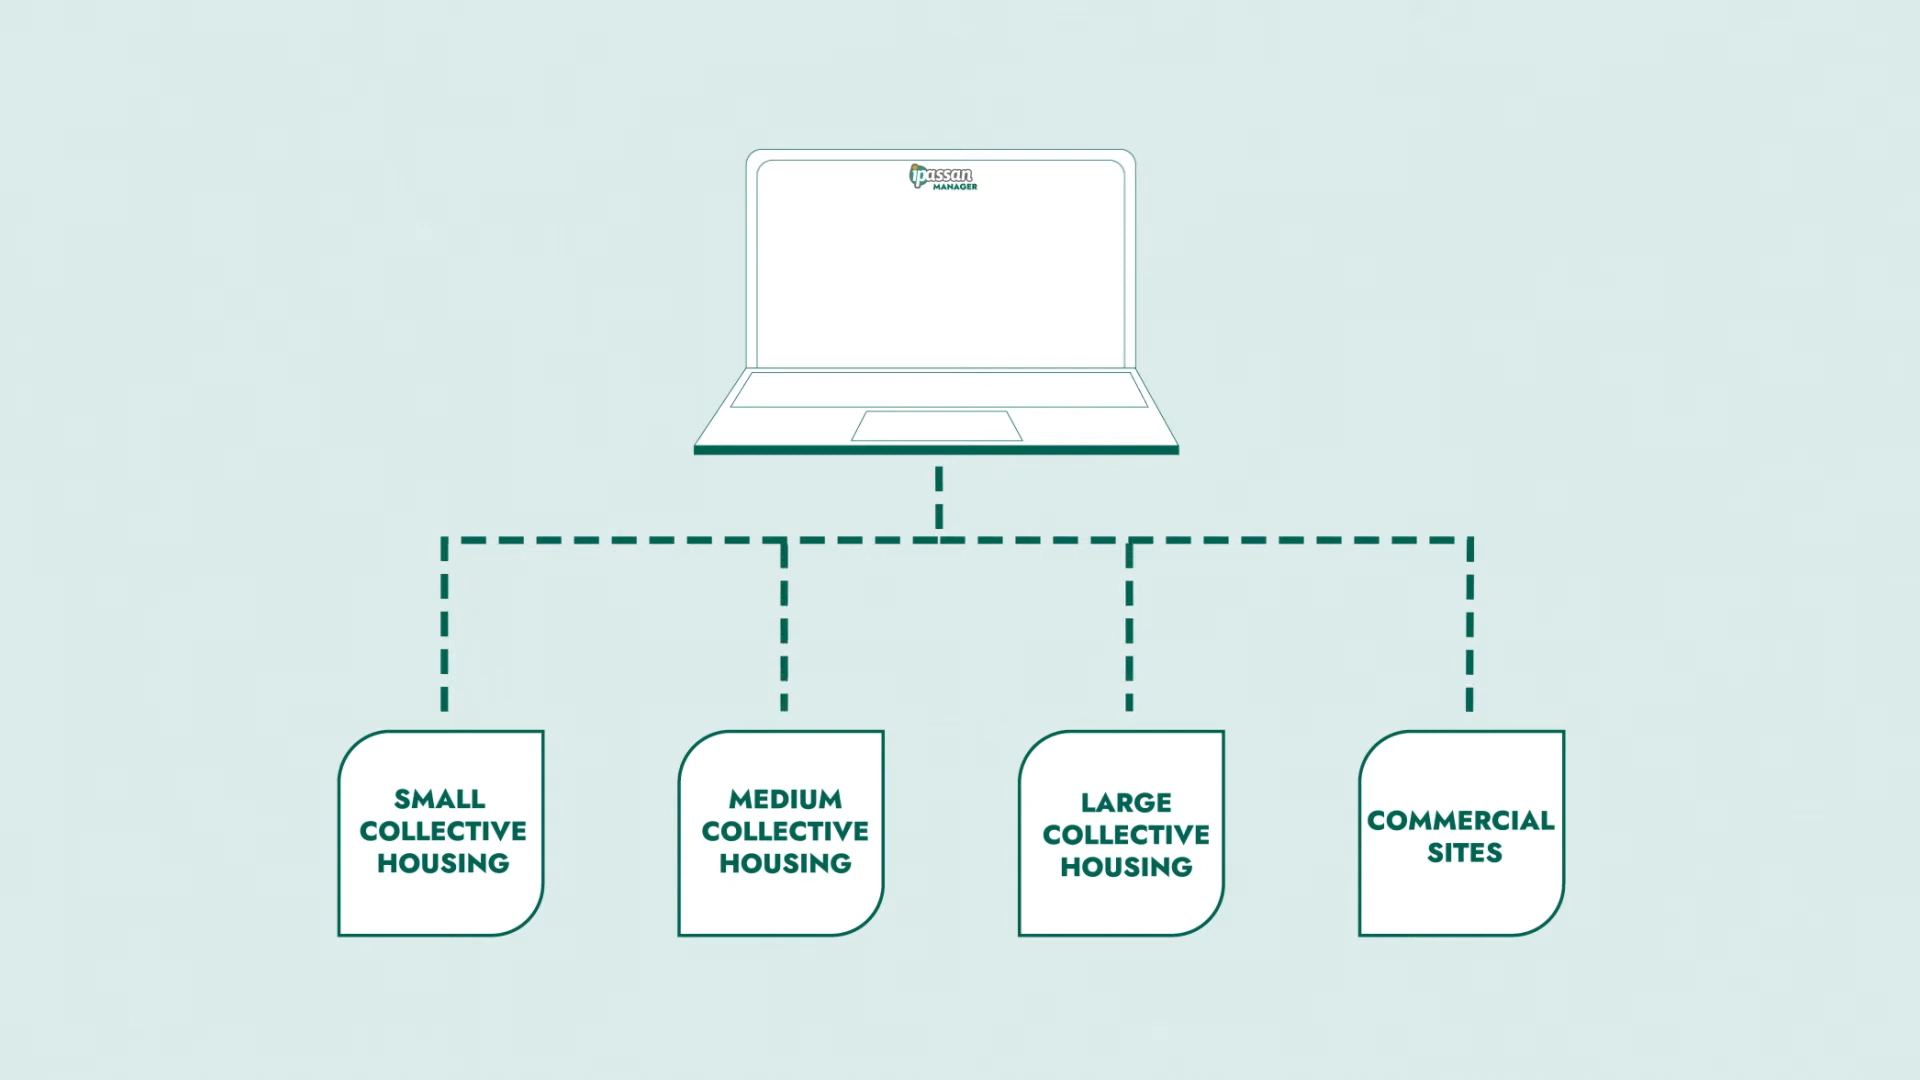 ipassan
MANAGER
SMALL
COLLECTIVE
HOUSING
MEDIUM
COLLECTIVE
HOUSING
LARGE
COLLECTIVE
HOUSING
COMMERCIAL
SITES